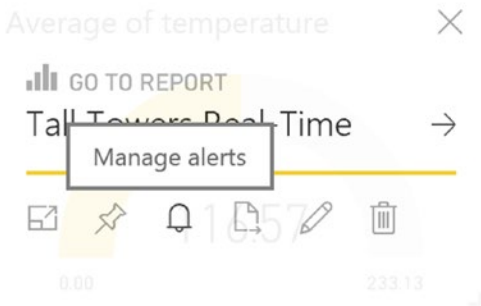 Average of temperature
GO TO REPORT
Tall Towers Real-Time
Manage alerts
116.57
0.00
233.13